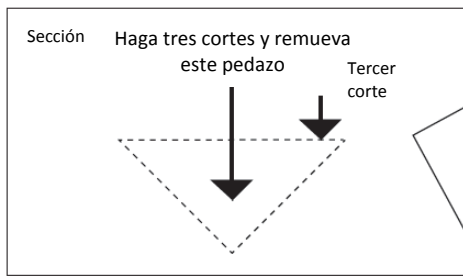 Sección
Haga tres cortes y remueva
este pedazo
Tercer
corte